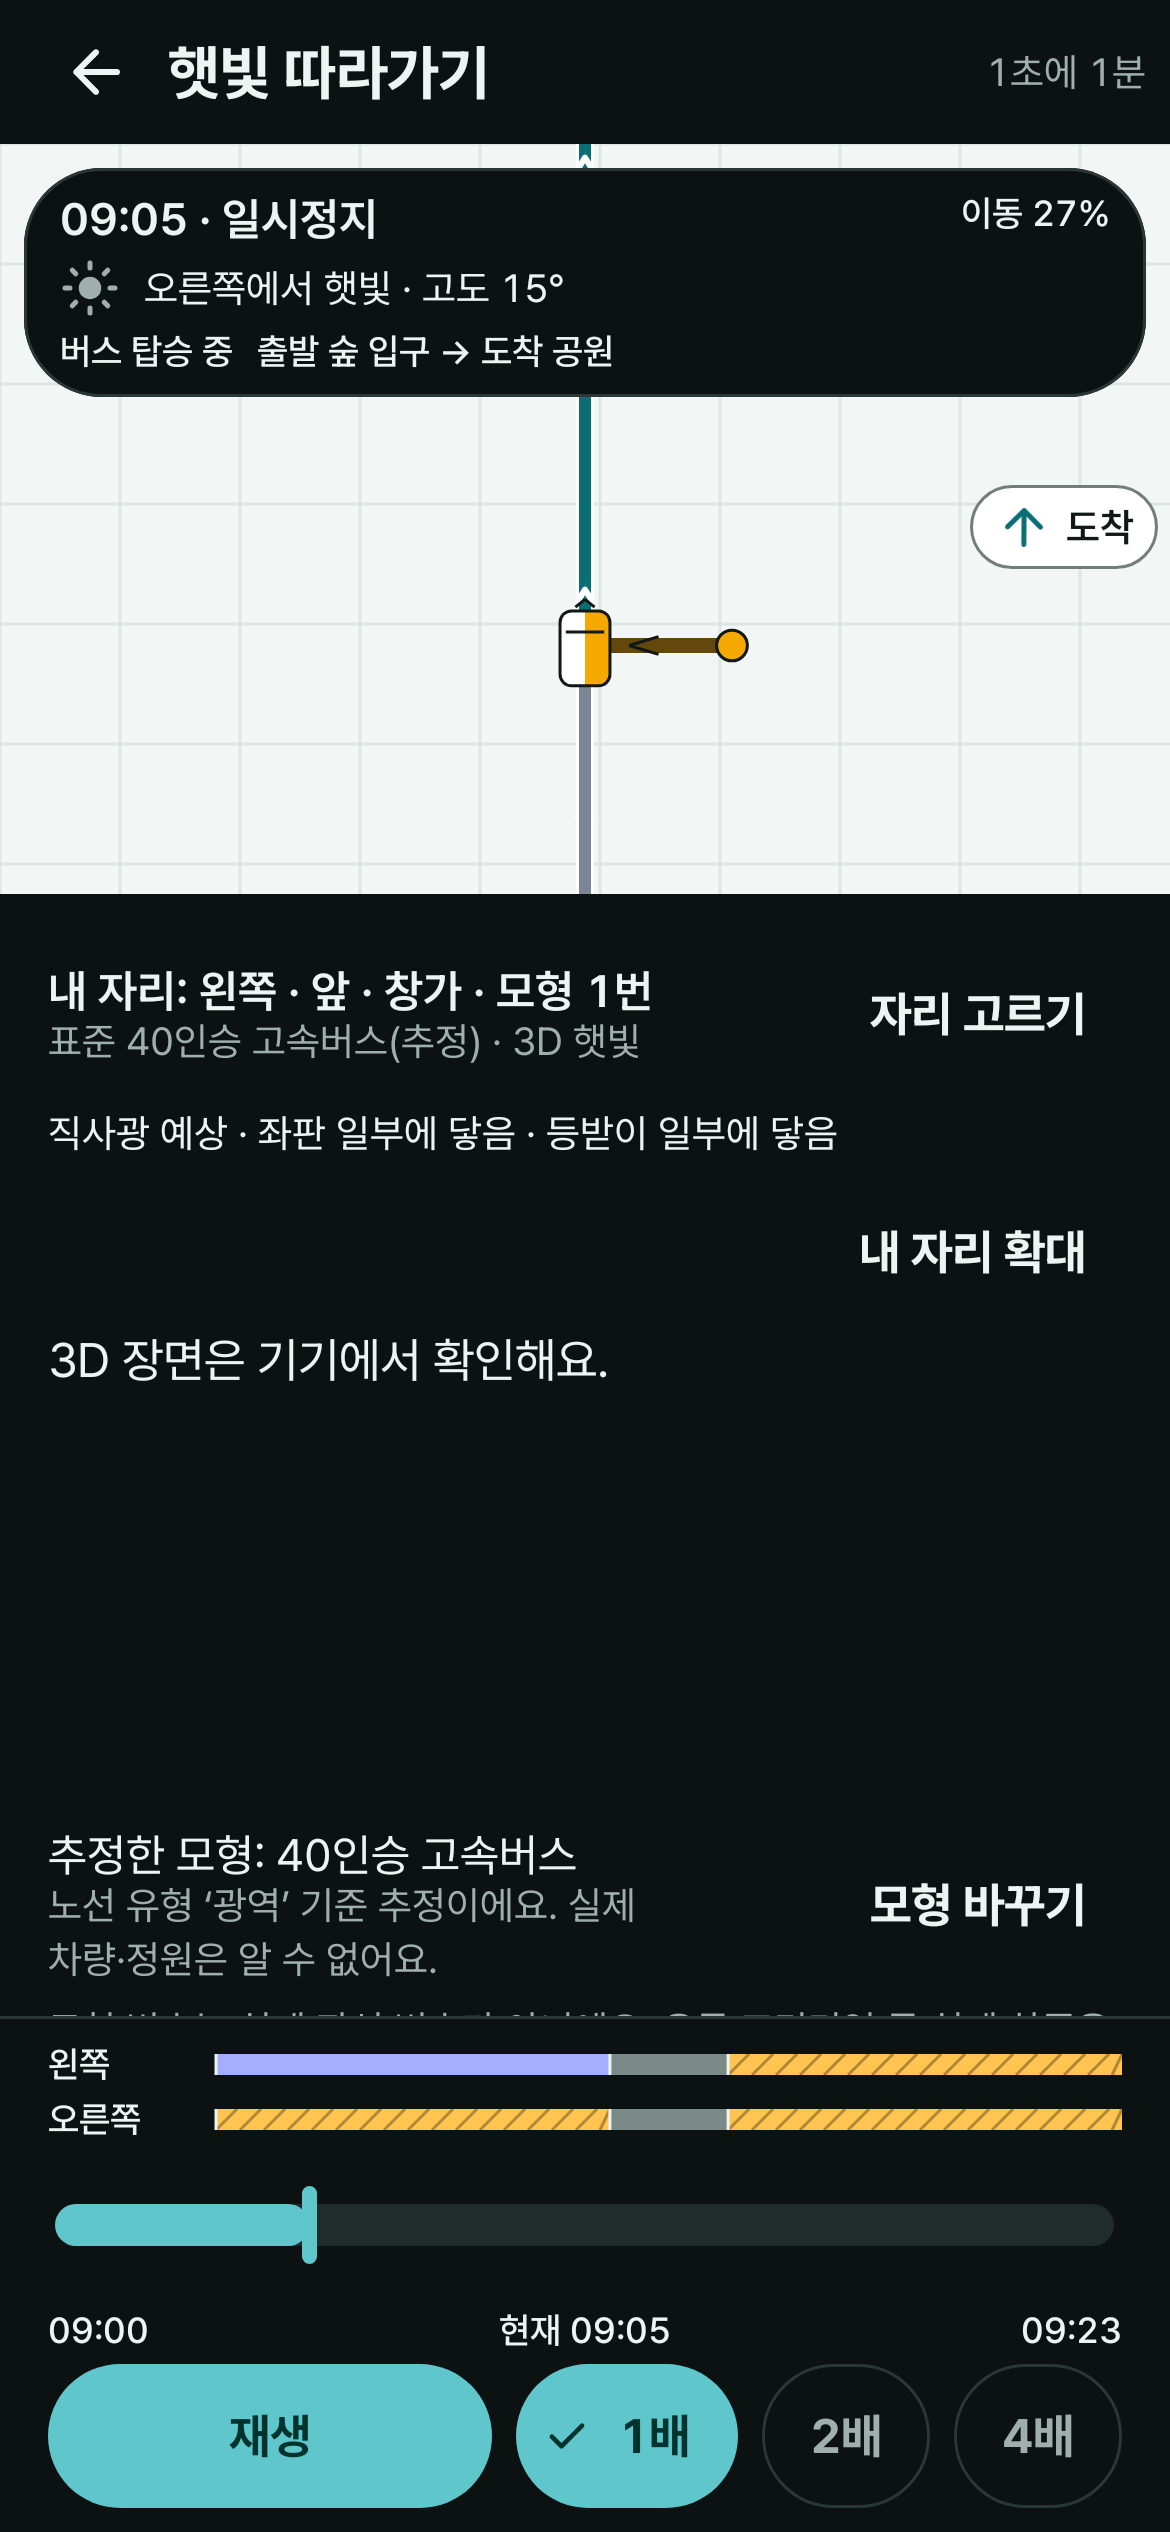 햇빛 따라가기
1초에 1분
09:05 · 일시정지
이동 27%
오른쪽에서 햇빛 · 고도 15°
버스 탑승 중 출발 숲 입구 → 도착 공원
도착
내 자리: 왼쪽 · 앞 · 창가 · 모형 1번
표준 40인승 고속버스(추정) · 3D 햇빛
자리 고르기
직사광 예상 · 좌판 일부에 닿음 · 등받이 일부에 닿음
내 자리 확대
3D 장면은 기기에서 확인해요.
추정한 모형: 40인승 고속버스
노선 유형 ‘광역’ 기준 추정이에요. 실제
차량·정원은 알 수 없어요.
모형 바꾸기
왼쪽
오른쪽
09:00
현재 09:05
09:23
재생
1배
2배
4배